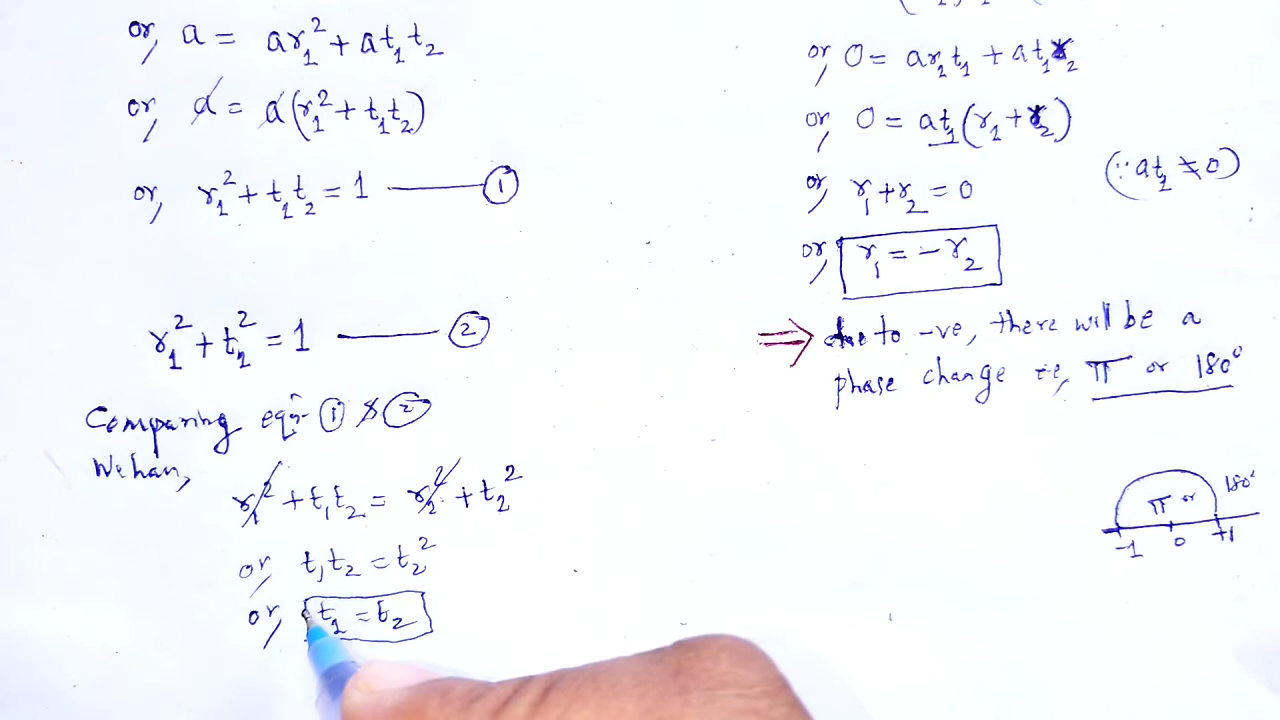 or, a = ar₁² + at₁t₂
or, a = a(r₁² + t₁t₂)
or, r₁² + t₁t₂ = 1 —— ①
r₁² + t₁² = 1 —— ②
Comparing eqn- ① & ②
We han,
r₁² + t₁t₂ = r₂² + t₂²
or, t₁t₂ = t₂²
or, t₁ = t₂
or, 0 = ar₂t₁ + at₁r₂
or, 0 = at₁(r₁ + r₂)
(∵ at₁ ≠ 0)
or, r₁ + r₂ = 0
or, r₁ = -r₂
⇒ due to -ve, there will be a
phase change ie, π or 180°
π or 180°
-1 0 +1